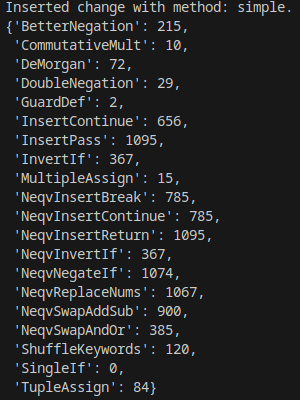 Inserted change with method: simple.
{'BetterNegation': 215,
 'CommutativeMult': 10,
 'DeMorgan': 72,
 'DoubleNegation': 29,
 'GuardDef': 2,
 'InsertContinue': 656,
 'InsertPass': 1095,
 'InvertIf': 367,
 'MultipleAssign': 15,
 'NeqvInsertBreak': 785,
 'NeqvInsertContinue': 785,
 'NeqvInsertReturn': 1095,
 'NeqvInvertIf': 367,
 'NeqvNegateIf': 1074,
 'NeqvReplaceNums': 1067,
 'NeqvSwapAddSub': 900,
 'NeqvSwapAndOr': 385,
 'ShuffleKeywords': 120,
 'SingleIf': 0,
 'TupleAssign': 84}